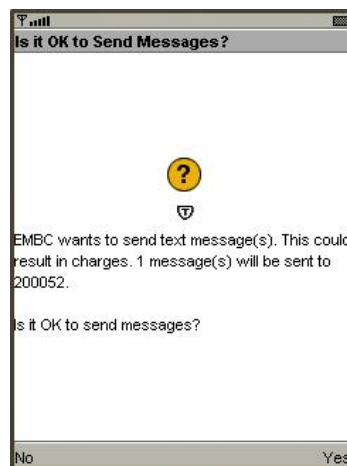 Is it OK to Send Messages?
?
T
EMBC wants to send text message(s). This could
result in charges. 1 message(s) will be sent to
200052.
Is it OK to send messages?
No Yes